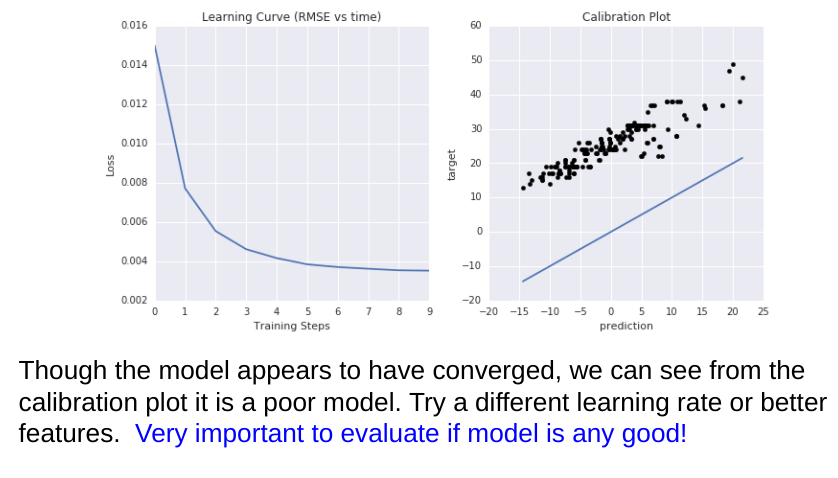 Learning Curve (RMSE vs time)
0.016
0.014
0.012
0.010
0.008
0.006
0.004
0.002
Loss
0 1 2 3 4 5 6 7 8 9
Training Steps
Calibration Plot
60
50
40
30
20
10
0
−10
−20
target
−20 −15 −10 −5 0 5 10 15 20 25
prediction
Though the model appears to have converged, we can see from the
calibration plot it is a poor model. Try a different learning rate or better
features. Very important to evaluate if model is any good!